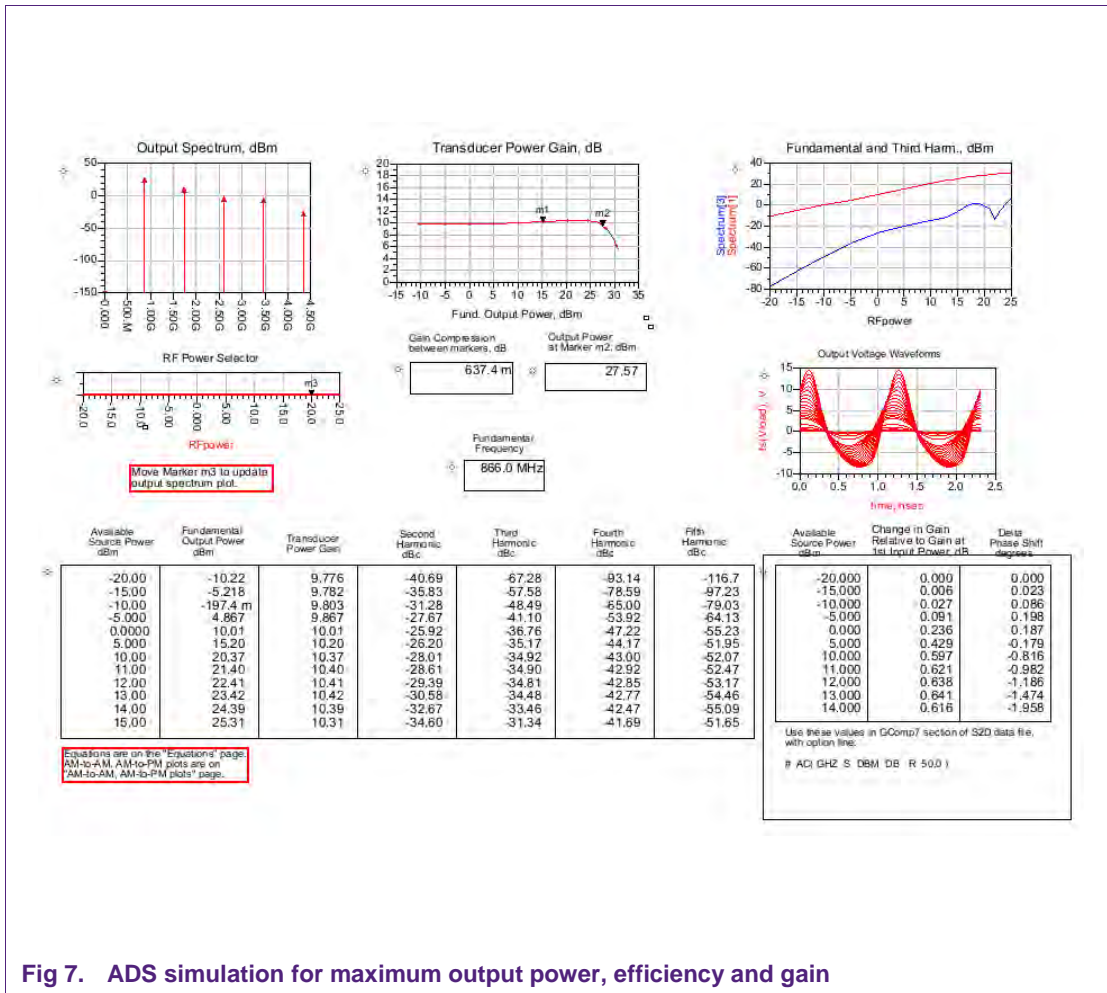 Output Spectrum, dBm
50
0
-50
-100
-150
0.000
500.M
1.00G
1.50G
2.00G
2.50G
3.00G
3.50G
4.00G
4.50G
Transducer Power Gain, dB
20
18
16
14
12
10
8
6
4
2
0
m1
m2
-15 -10 -5 0 5 10 15 20 25 30 35
Fund. Output Power, dBm
Fundamental and Third Harm., dBm
Spectrum[3]
Spectrum[1]
40
20
0
-20
-40
-60
-80
-20 -15 -10 -5 0 5 10 15 20 25
RFpower
Gain Compression
between markers, dB
637.4 m
Output Power
at Marker m2, dBm
27.57
RF Power Selector
m3
-20.0
-15.0
-10.0
-5.00
0.000
5.00
10.0
15.0
20.0
25.0
RFpower
Move Marker m3 to update
output spectrum plot.
Fundamental
Frequency
866.0 MHz
Output Voltage Waveforms
15
10
5
0
-5
-10
0.0 0.5 1.0 1.5 2.0 2.5
time, nsec
Available
Source Power
dBm
Fundamental
Output Power
dBm
Transducer
Power Gain
Second
Harmonic
dBc
Third
Harmonic
dBc
Fourth
Harmonic
dBc
Fifth
Harmonic
dBc
-20.00 -10.22 9.776 -40.69 -67.28 -93.14 -116.7
-15.00 -5.218 9.782 -35.83 -57.58 -78.59 -97.23
-10.00 -197.4 m 9.803 -31.28 -48.49 -65.00 -79.03
-5.000 4.867 9.867 -27.67 -41.10 -53.92 -64.13
0.0000 10.01 10.01 -25.92 -36.76 -47.22 -55.23
5.000 15.20 10.20 -26.20 -35.17 -44.17 -51.95
10.00 20.37 10.37 -28.01 -34.92 -43.00 -52.07
11.00 21.40 10.40 -28.61 -34.90 -42.92 -52.47
12.00 22.41 10.41 -29.39 -34.81 -42.85 -53.17
13.00 23.42 10.42 -30.58 -34.48 -42.77 -54.46
14.00 24.39 10.39 -32.67 -33.46 -42.47 -55.09
15.00 25.31 10.31 -34.60 -31.34 -41.69 -51.65
Available
Source Power
dBm
Change in Gain
Relative to Gain at
1st Input Power, dB
Delta
Phase Shift
degrees
-20.000 0.000 0.000
-15.000 0.006 0.023
-10.000 0.027 0.086
-5.000 0.091 0.198
0.000 0.236 0.187
5.000 0.429 -0.179
10.000 0.597 -0.816
11.000 0.621 -0.982
12.000 0.638 -1.186
13.000 0.641 -1.474
14.000 0.616 -1.958
Use these values in GComp7 section of S2D data file,
with option line:
# AC( GHZ S DBM DB R 50.0 )
Equations are on the "Equations" page.
AM-to-AM, AM-to-PM plots are on
"AM-to-AM, AM-to-PM plots" page.
Fig 7. ADS simulation for maximum output power, efficiency and gain